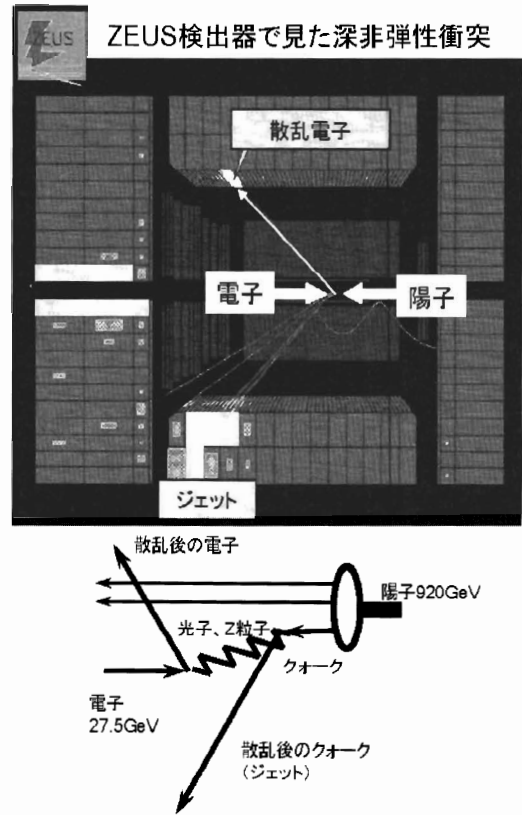 ZEUS
ZEUS検出器で見た深非弾性衝突
散乱電子
電子
陽子
ジェット
散乱後の電子
陽子920GeV
光子、Z粒子
クォーク
電子
27.5GeV
散乱後のクォーク
(ジェット)